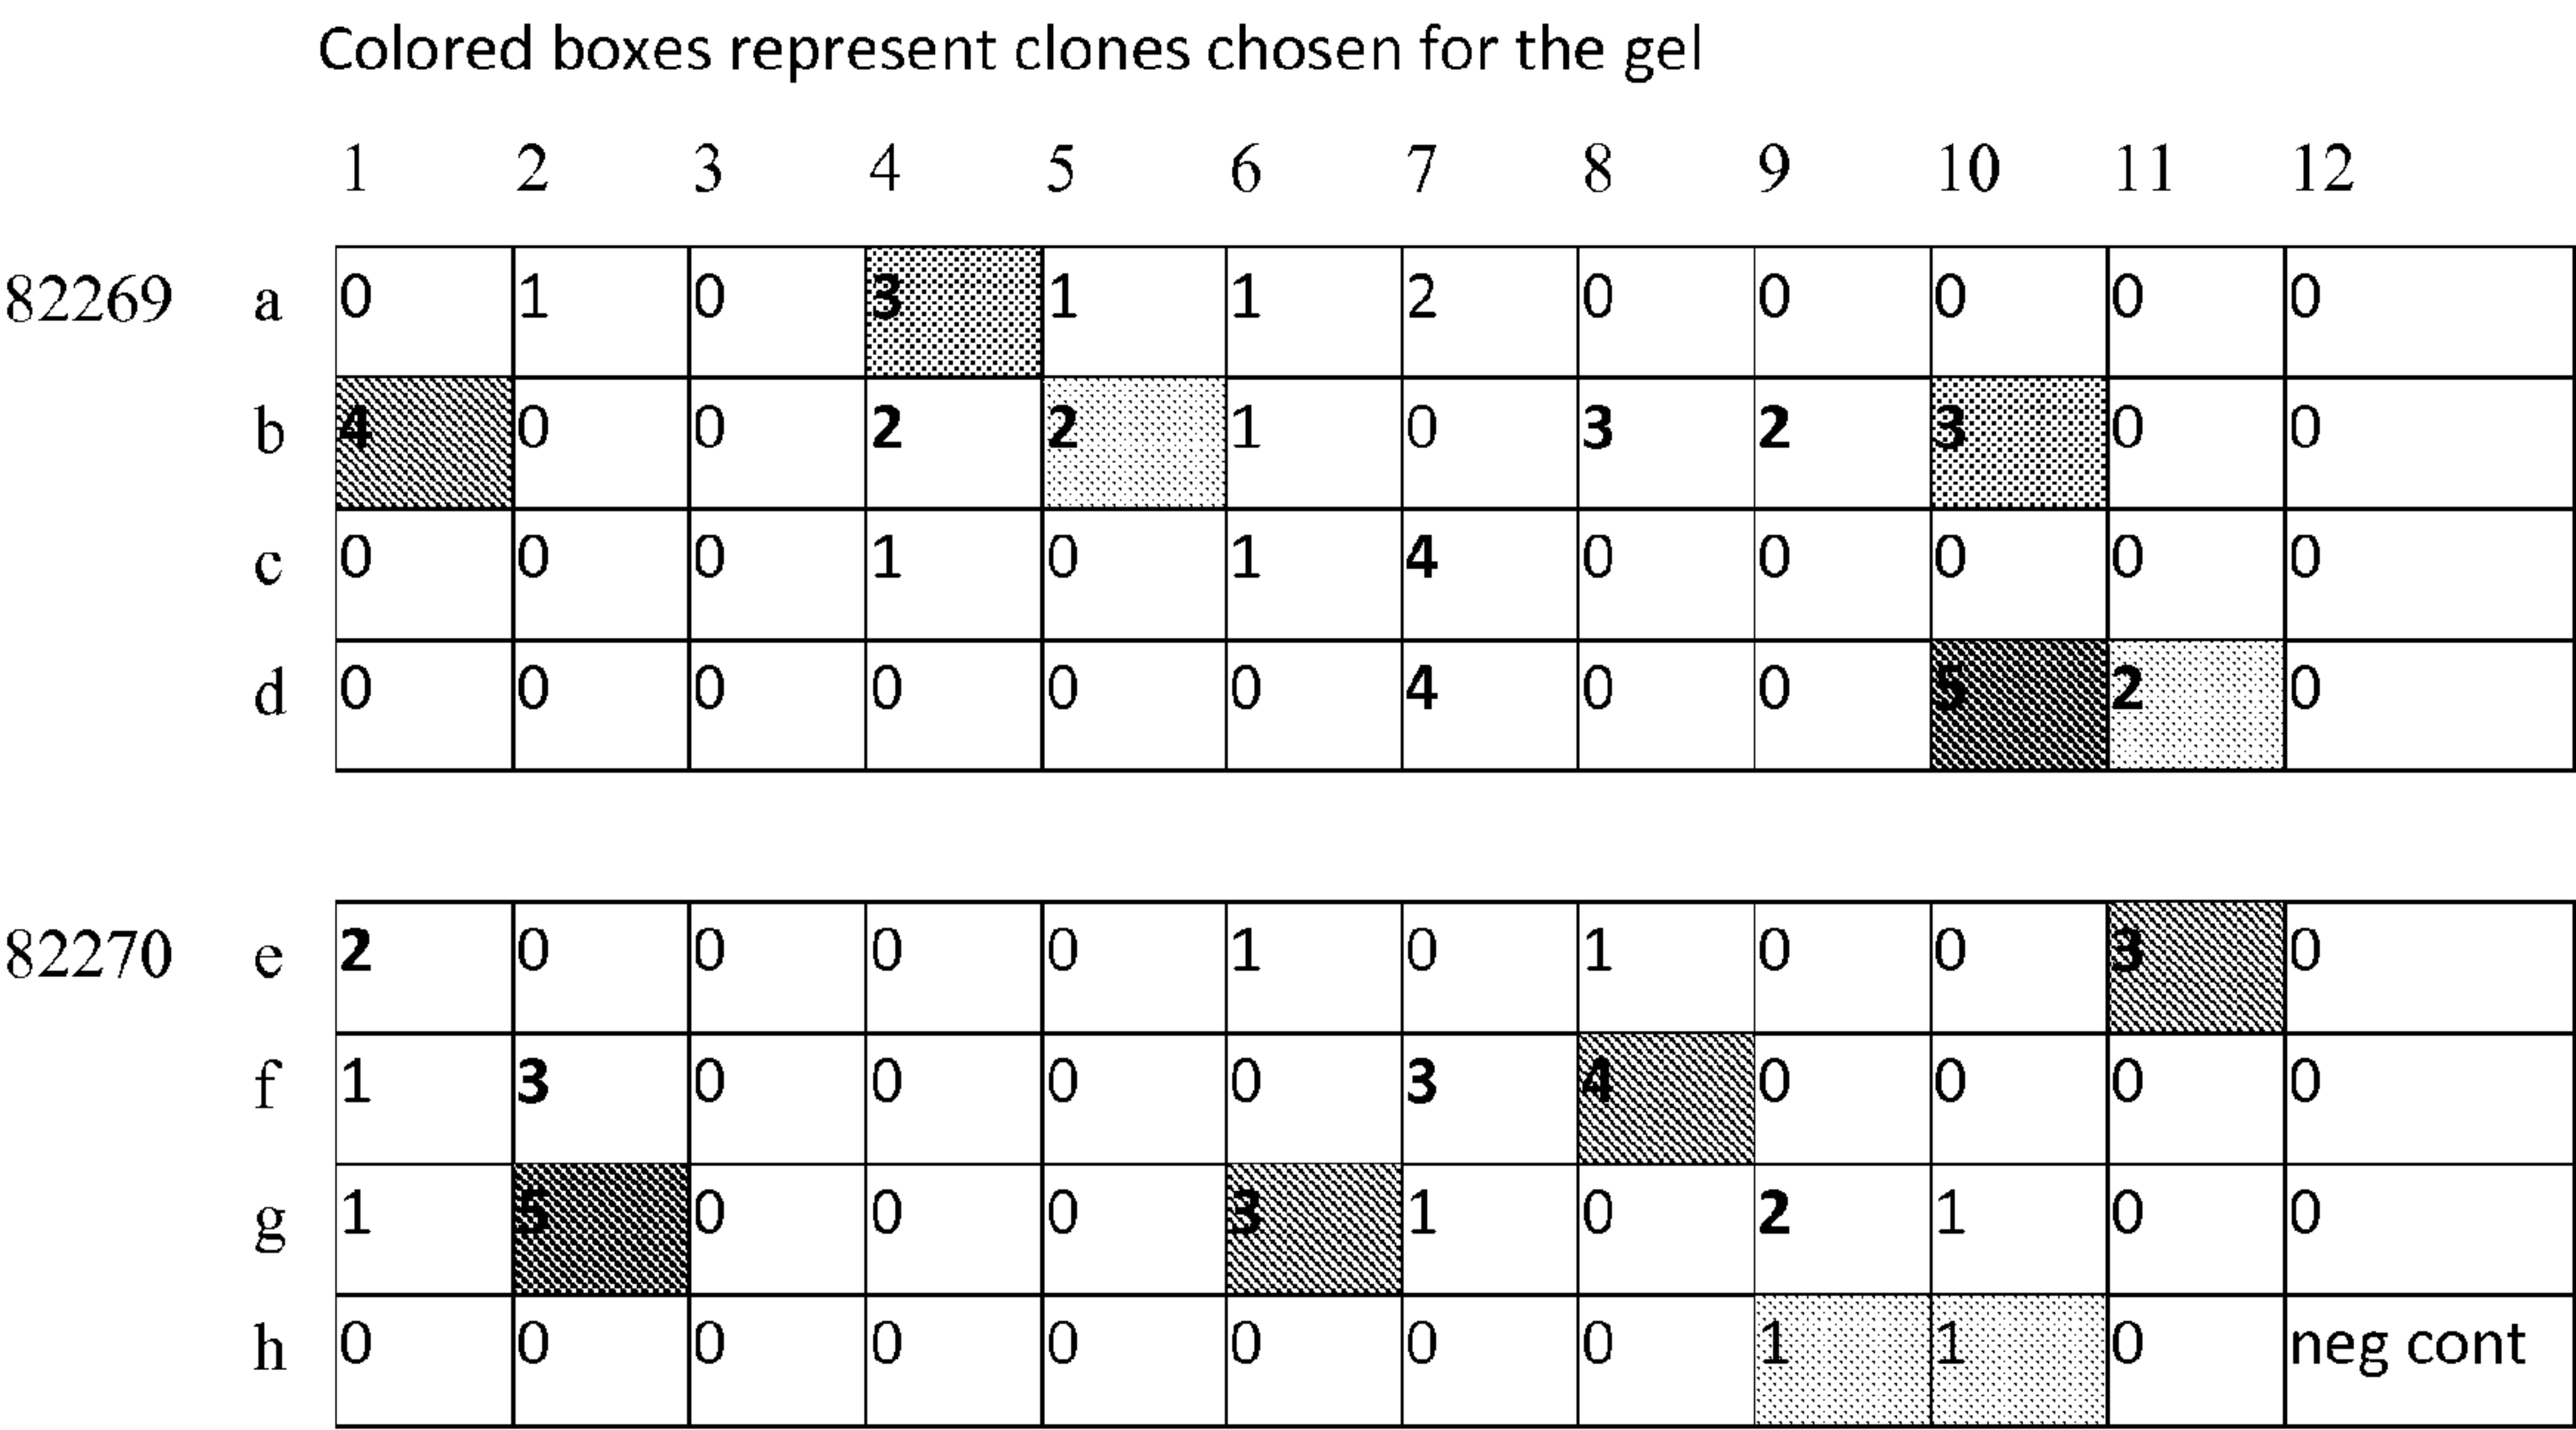 Colored boxes represent clones chosen for the gel
1 2 3 4 5 6 7 8 9 10 11 12
82269 a 0 1 0 3 1 1 2 0 0 0 0 0
b 4 0 0 2 2 1 0 3 2 3 0 0
c 0 0 0 1 0 1 4 0 0 0 0 0
d 0 0 0 0 0 0 4 0 0 5 2 0
82270 e 2 0 0 0 0 1 0 1 0 0 3 0
f 1 3 0 0 0 0 3 4 0 0 0 0
g 1 5 0 0 0 3 1 0 2 1 0 0
h 0 0 0 0 0 0 0 0 1 1 0 neg cont